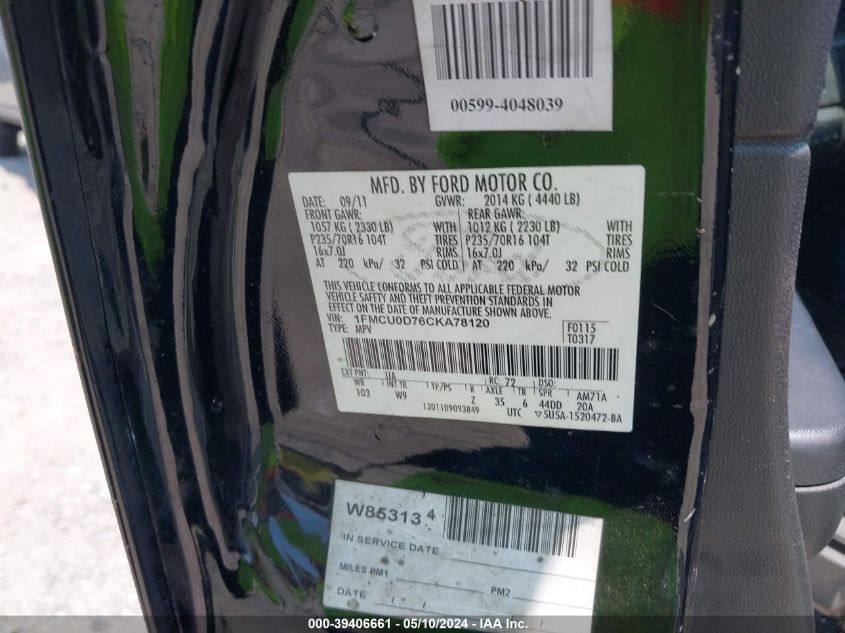 00599-4048039
MFD. BY FORD MOTOR CO.
DATE: 09/11 GVWR: 2014 KG ( 4440 LB)
FRONT GAWR: REAR GAWR:
1057 KG ( 2330 LB) WITH 1012 KG ( 2230 LB) WITH
P235/70R16 104T TIRES P235/70R16 104T TIRES
16x7.0J RIMS 16x7.0J RIMS
AT 220 kPa/ 32 PSI COLD AT 220 kPa/ 32 PSI COLD
THIS VEHICLE CONFORMS TO ALL APPLICABLE FEDERAL MOTOR
VEHICLE SAFETY AND THEFT PREVENTION STANDARDS IN
EFFECT ON THE DATE OF MANUFACTURE SHOWN ABOVE.
VIN: 1FMCU0D76CKA78120 F0115
TYPE: MPV T0317
EXT PNT: UA RC: 72 DSO:
WB INT TR TP/PS R AXLE TR SPR AM71A
103 W9 Z 35 6 44DD 20A
1201109093849 UTC 5U5A-1520472-BA
W85313 4
IN SERVICE DATE
MILES PM1 PM2
DATE / /
000-39406661 - 05/10/2024 - IAA Inc.